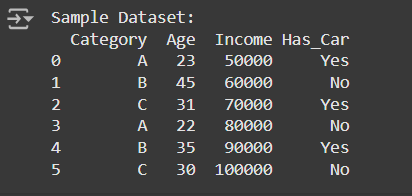 Sample Dataset:
Category Age Income Has_Car
0 A 23 50000 Yes
1 B 45 60000 No
2 C 31 70000 Yes
3 A 22 80000 No
4 B 35 90000 Yes
5 C 30 100000 No